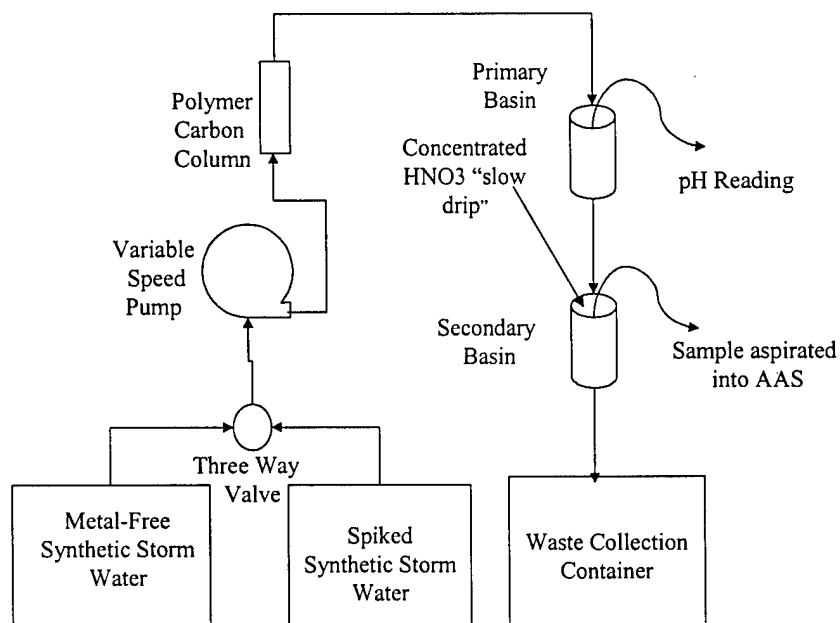 Polymer
Carbon
Column
Primary
Basin
Concentrated
HNO3 “slow
drip”
pH Reading
Variable
Speed
Pump
Secondary
Basin
Sample aspirated
into AAS
Three Way
Valve
Metal-Free
Synthetic Storm
Water
Spiked
Synthetic Storm
Water
Waste Collection
Container